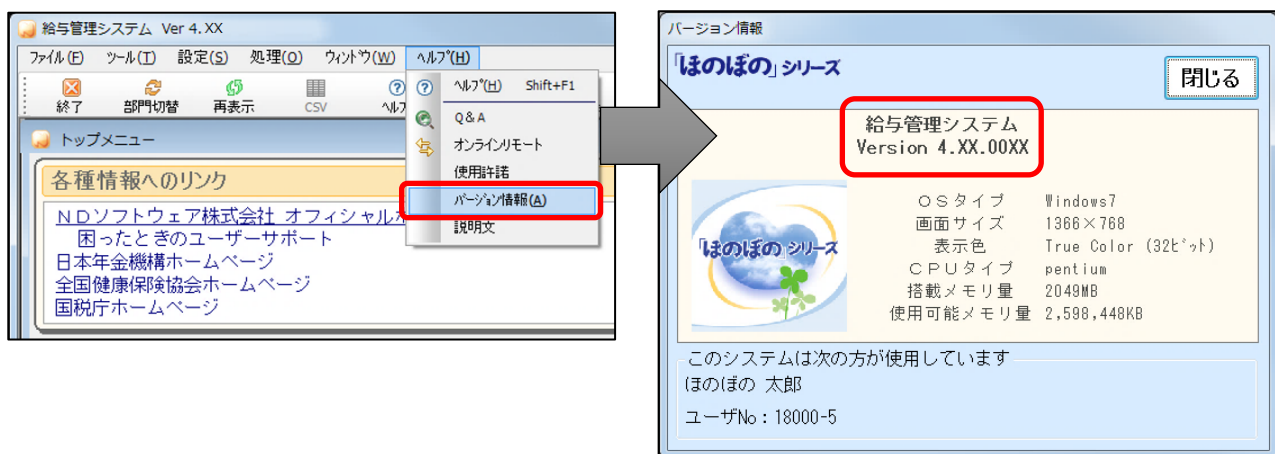 給与管理システム Ver 4.XX
ファイル(F) ツール(T) 設定(S) 処理(O) ウィンドウ(W) ヘルプ(H)
終了 部門切替 再表示 CSV ヘルプ
ヘルプ(H) Shift+F1
Q&A
オンラインリモート
使用許諾
バージョン情報(A)
説明文
トップメニュー
各種情報へのリンク
NDソフトウェア株式会社 オフィシャルホ
困ったときのユーザーサポート
日本年金機構ホームページ
全国健康保険協会ホームページ
国税庁ホームページ
バージョン情報
「ほのぼの」シリーズ
閉じる
給与管理システム
Version 4.XX.00XX
「ほのぼの」シリーズ
OSタイプ Windows7
画面サイズ 1366×768
表示色 True Color (32ビット)
CPUタイプ pentium
搭載メモリ量 2049MB
使用可能メモリ量 2,598,448KB
このシステムは次の方が使用しています
ほのぼの 太郎
ユーザNo:18000-5